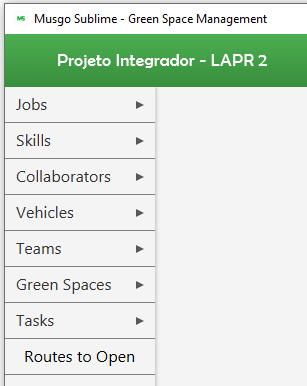 MS Musgo Sublime - Green Space Management
Projeto Integrador - LAPR 2
Jobs
Skills
Collaborators
Vehicles
Teams
Green Spaces
Tasks
Routes to Open